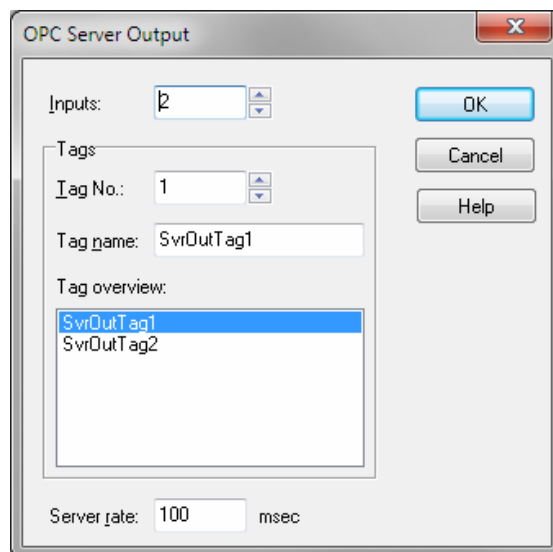 OPC Server Output
Inputs: 2
OK
Tags
Cancel
Tag No.: 1
Help
Tag name: SvrOutTag1
Tag overview:
SvrOutTag1
SvrOutTag2
Server rate: 100 msec